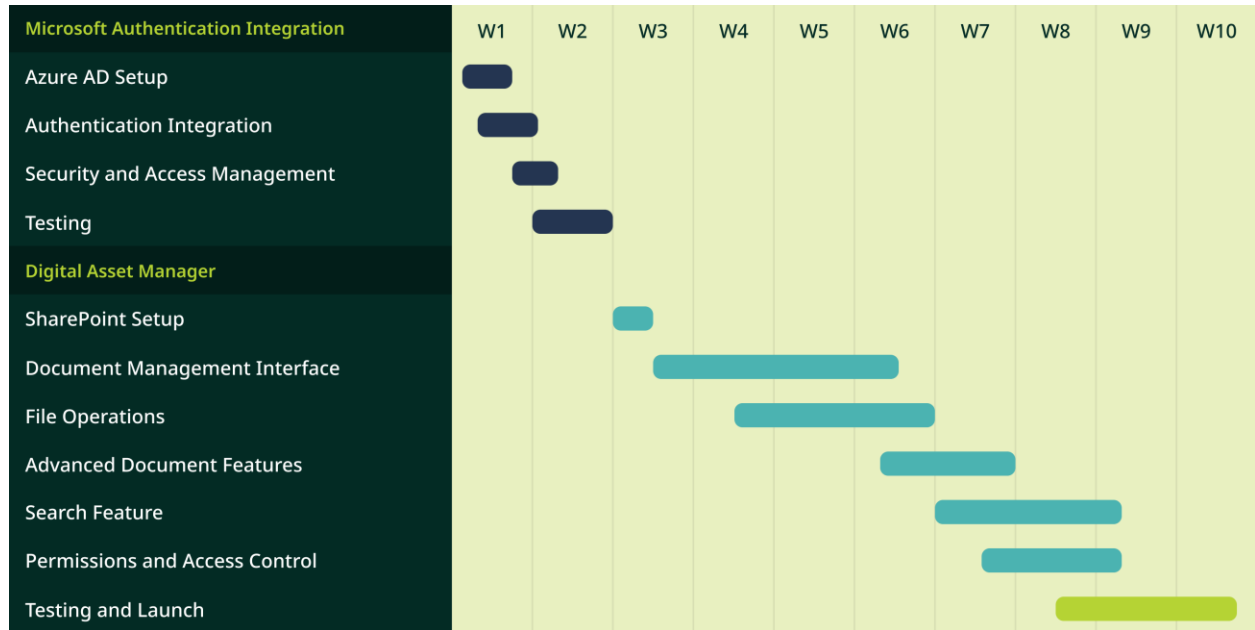 Microsoft Authentication Integration W1 W2 W3 W4 W5 W6 W7 W8 W9 W10
Azure AD Setup
Authentication Integration
Security and Access Management
Testing
Digital Asset Manager
SharePoint Setup
Document Management Interface
File Operations
Advanced Document Features
Search Feature
Permissions and Access Control
Testing and Launch